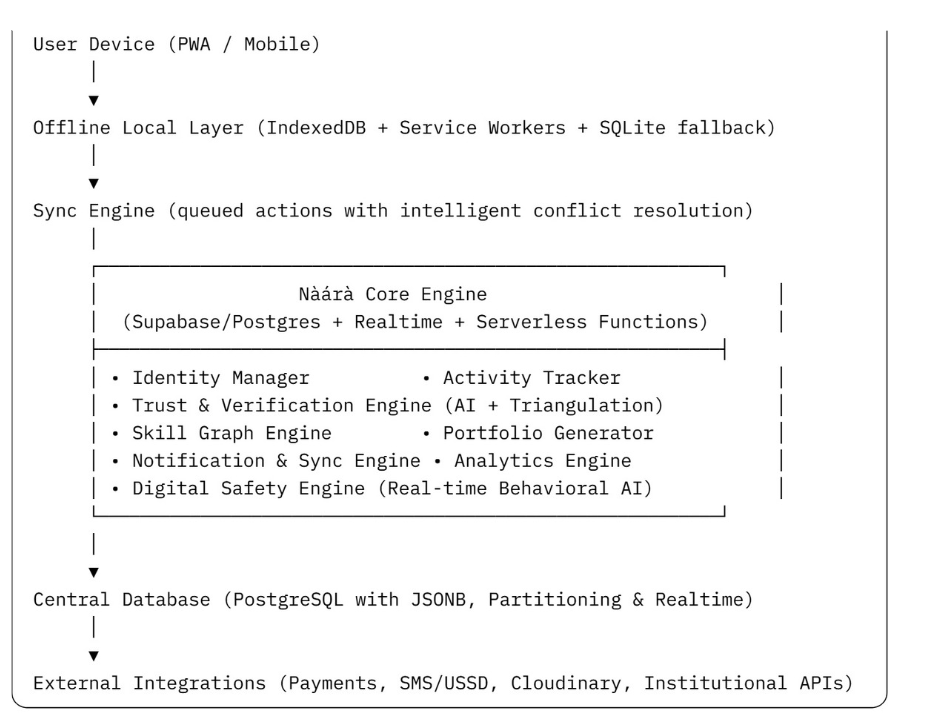 User Device (PWA / Mobile)
Offline Local Layer (IndexedDB + Service Workers + SQLite fallback)
Sync Engine (queued actions with intelligent conflict resolution)
Nàárà Core Engine
(Supabase/Postgres + Realtime + Serverless Functions)
• Identity Manager • Activity Tracker
• Trust & Verification Engine (AI + Triangulation)
• Skill Graph Engine • Portfolio Generator
• Notification & Sync Engine • Analytics Engine
• Digital Safety Engine (Real-time Behavioral AI)
Central Database (PostgreSQL with JSONB, Partitioning & Realtime)
External Integrations (Payments, SMS/USSD, Cloudinary, Institutional APIs)